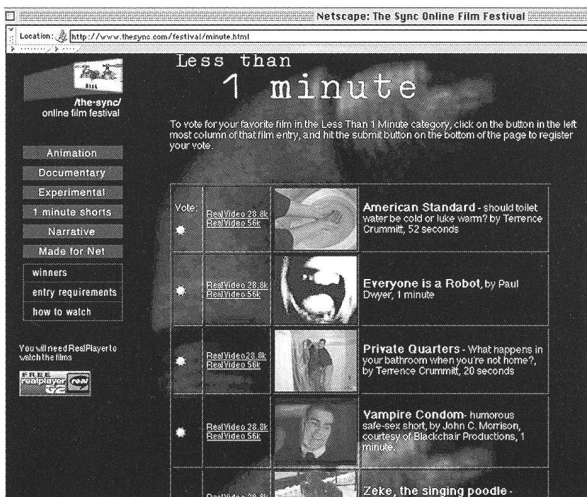 Netscape: The Sync Online Film Festival
Location: http://www.thesync.com/festival/minute.html
/the-sync/
online film festival
Animation
Documentary
Experimental
1 minute shorts
Narrative
Made for Net
winners
entry requirements
how to watch
You will need RealPlayer to
watch the films
FREE
realplayer
G2
real
Less than
1 minute
To vote for your favorite film in the Less Than 1 Minute category, click on the button in the left
most column of that film entry, and hit the submit button on the bottom of the page to register
your vote.
Vote:
RealVideo 28.8k
RealVideo 56k
American Standard - should toilet
water be cold or luke warm? by Terrence
Crummitt, 52 seconds
RealVideo 28.8k
RealVideo 56k
Everyone is a Robot, by Paul
Dwyer, 1 minute
RealVideo 28.8k
RealVideo 56k
Private Quarters - What happens in
your bathroom when you're not home?,
by Terrence Crummitt, 20 seconds
RealVideo 28.8k
RealVideo 56k
Vampire Condom- humorous
safe-sex short, by John C. Morrison,
courtesy of Blackchair Productions, 1
minute.
RealVideo 28.8k
Zeke, the singing poodle -